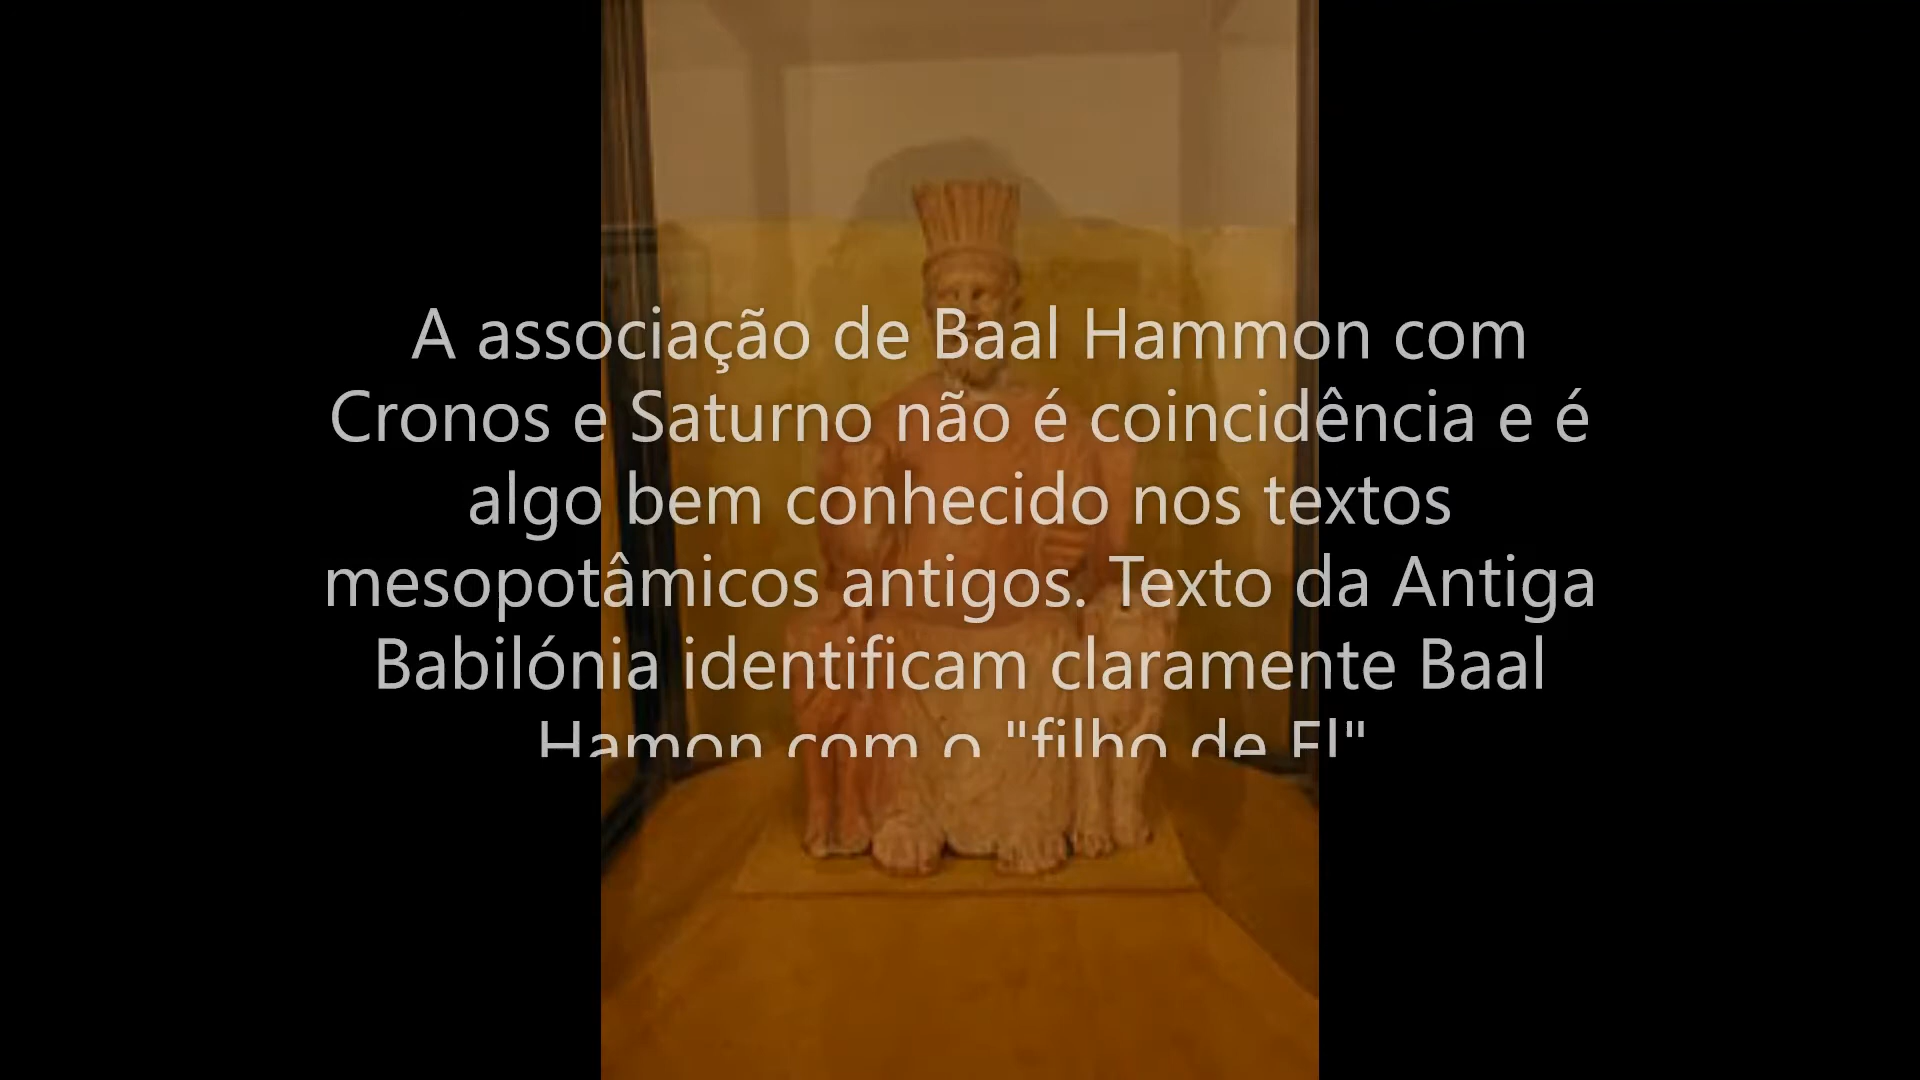 A associação de Baal Hammon com
Cronos e Saturno não é coincidência e é
algo bem conhecido nos textos
mesopotâmicos antigos. Texto da Antiga
Babilónia identificam claramente Baal
Hamon com o "filho de El"